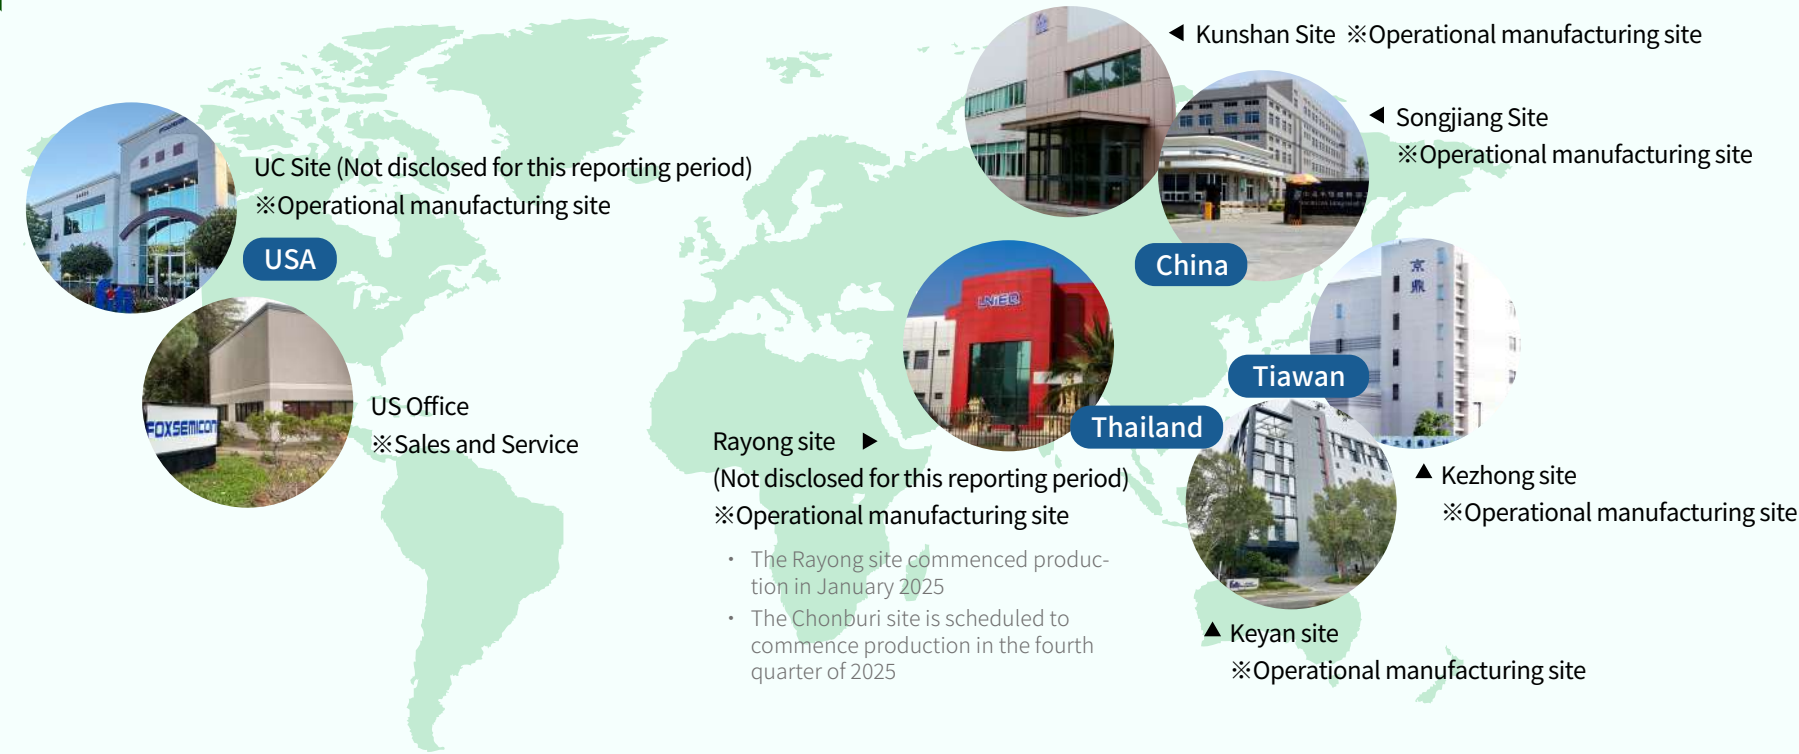 ◀ Kunshan Site ※Operational manufacturing site
◀ Songjiang Site
※Operational manufacturing site
UC Site (Not disclosed for this reporting period)
※Operational manufacturing site
USA
China
京
鼎
UNiEQ
Tiawan
US Office
※Sales and Service
FOXSEMICON
Thailand
Rayong site ▶
(Not disclosed for this reporting period)
※Operational manufacturing site
· The Rayong site commenced produc-
tion in January 2025
· The Chonburi site is scheduled to
commence production in the fourth
quarter of 2025
▲ Kezhong site
※Operational manufacturing site
▲ Keyan site
※Operational manufacturing site